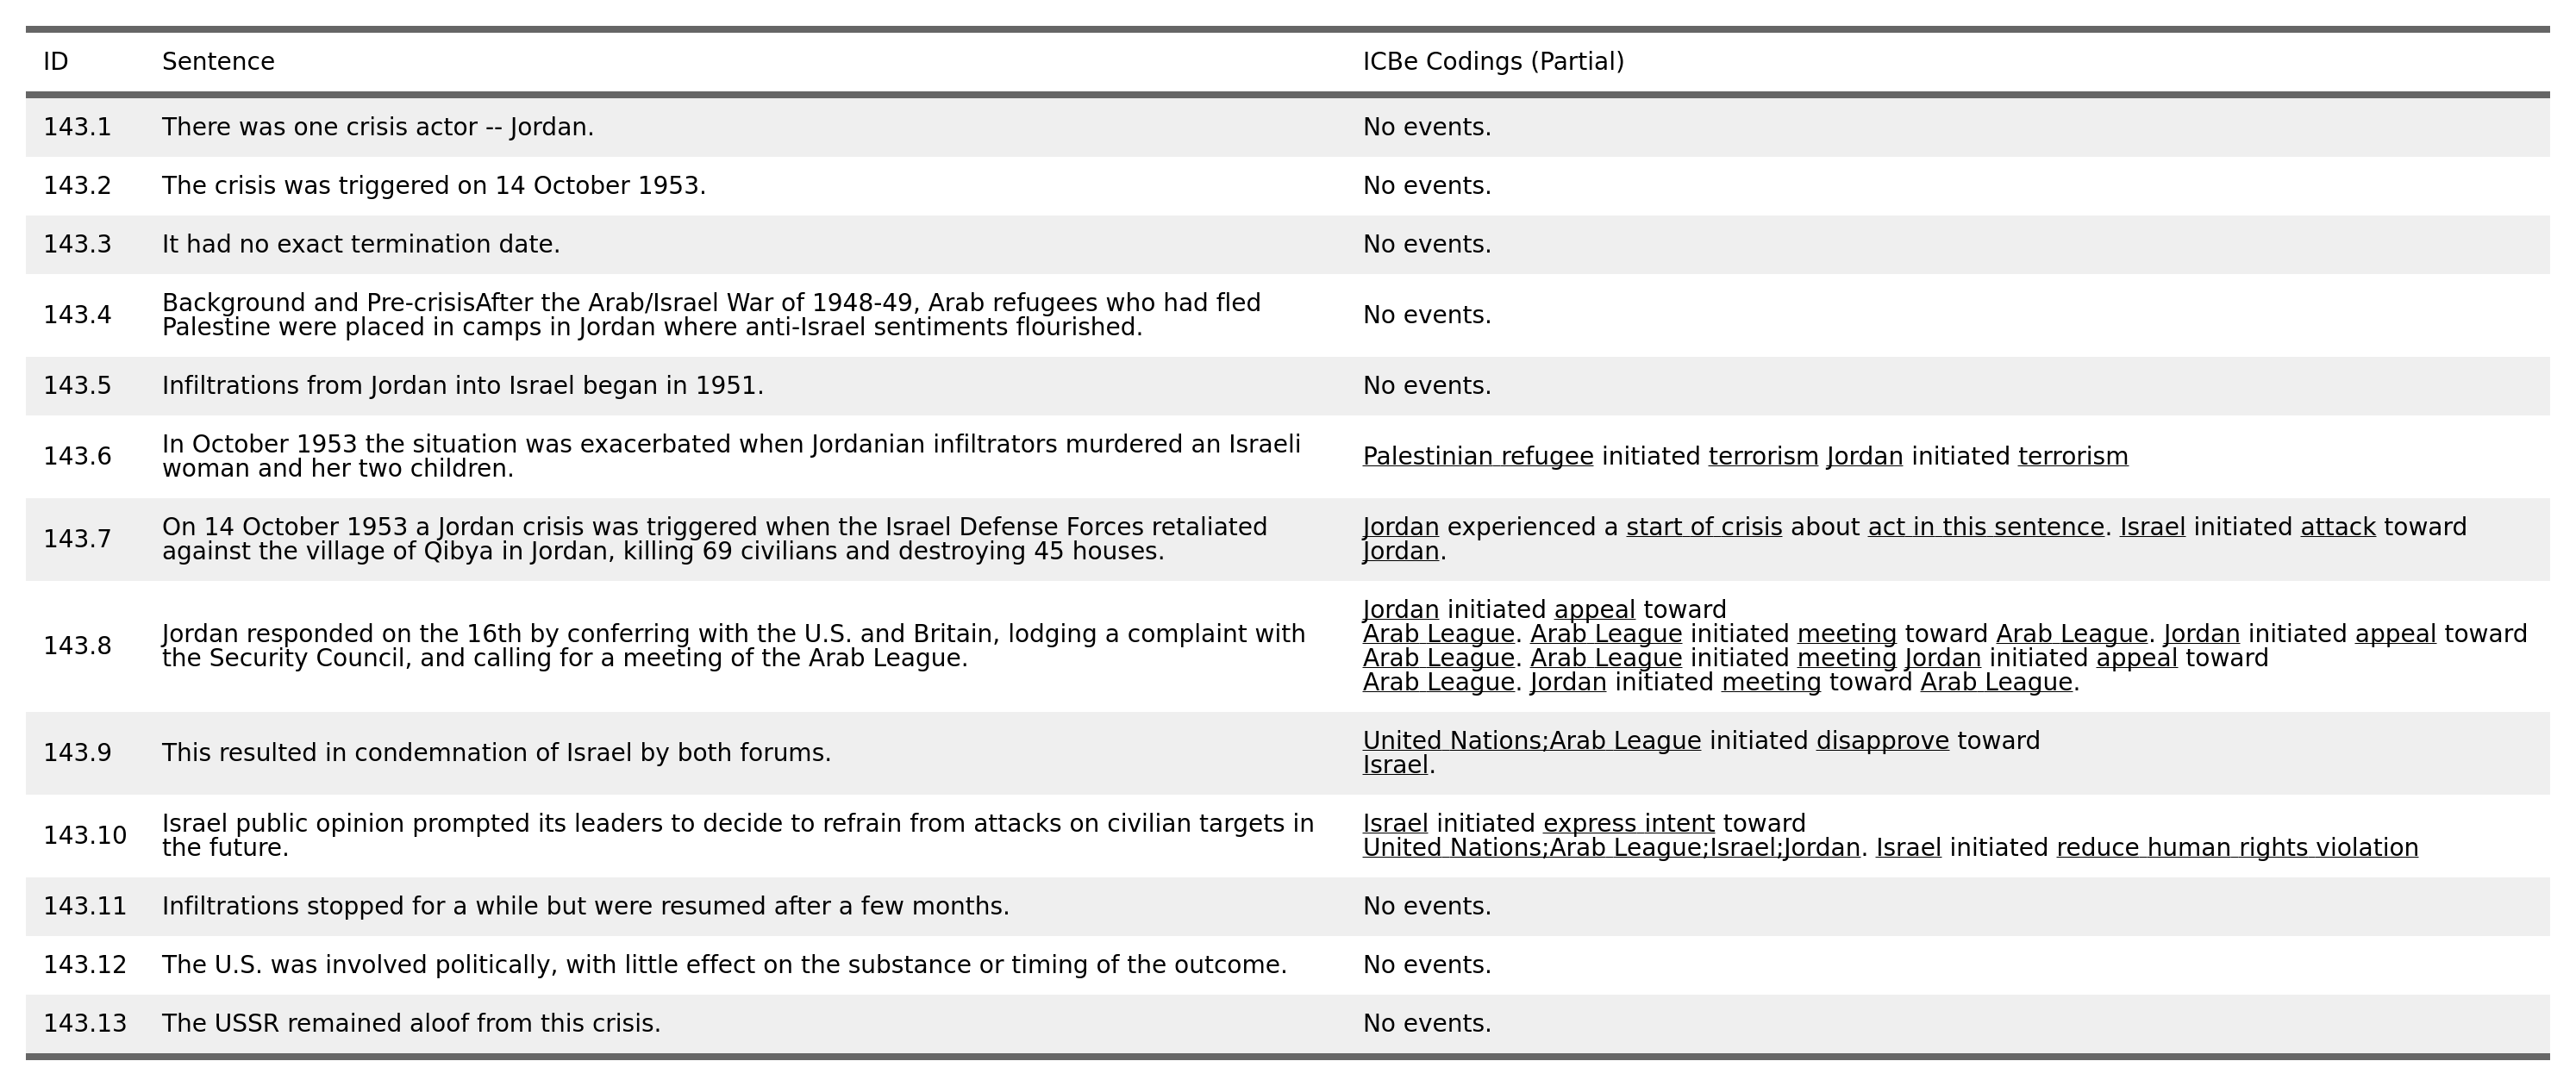 ID Sentence ICBe Codings (Partial)
143.1 There was one crisis actor -- Jordan. No events.
143.2 The crisis was triggered on 14 October 1953. No events.
143.3 It had no exact termination date. No events.
143.4 Background and Pre-crisisAfter the Arab/Israel War of 1948-49, Arab refugees who had fled
Palestine were placed in camps in Jordan where anti-Israel sentiments flourished. No events.
143.5 Infiltrations from Jordan into Israel began in 1951. No events.
143.6 In October 1953 the situation was exacerbated when Jordanian infiltrators murdered an Israeli
woman and her two children. Palestinian refugee initiated terrorism Jordan initiated terrorism
143.7 On 14 October 1953 a Jordan crisis was triggered when the Israel Defense Forces retaliated
against the village of Qibya in Jordan, killing 69 civilians and destroying 45 houses.
Jordan experienced a start of crisis about act in this sentence. Israel initiated attack toward
Jordan.
143.8 Jordan responded on the 16th by conferring with the U.S. and Britain, lodging a complaint with
the Security Council, and calling for a meeting of the Arab League.
Jordan initiated appeal toward
Arab League. Arab League initiated meeting toward Arab League. Jordan initiated appeal toward
Arab League. Arab League initiated meeting Jordan initiated appeal toward
Arab League. Jordan initiated meeting toward Arab League.
143.9 This resulted in condemnation of Israel by both forums.
United Nations;Arab League initiated disapprove toward
Israel.
143.10 Israel public opinion prompted its leaders to decide to refrain from attacks on civilian targets in
the future.
Israel initiated express intent toward
United Nations;Arab League;Israel;Jordan. Israel initiated reduce human rights violation
143.11 Infiltrations stopped for a while but were resumed after a few months. No events.
143.12 The U.S. was involved politically, with little effect on the substance or timing of the outcome. No events.
143.13 The USSR remained aloof from this crisis. No events.